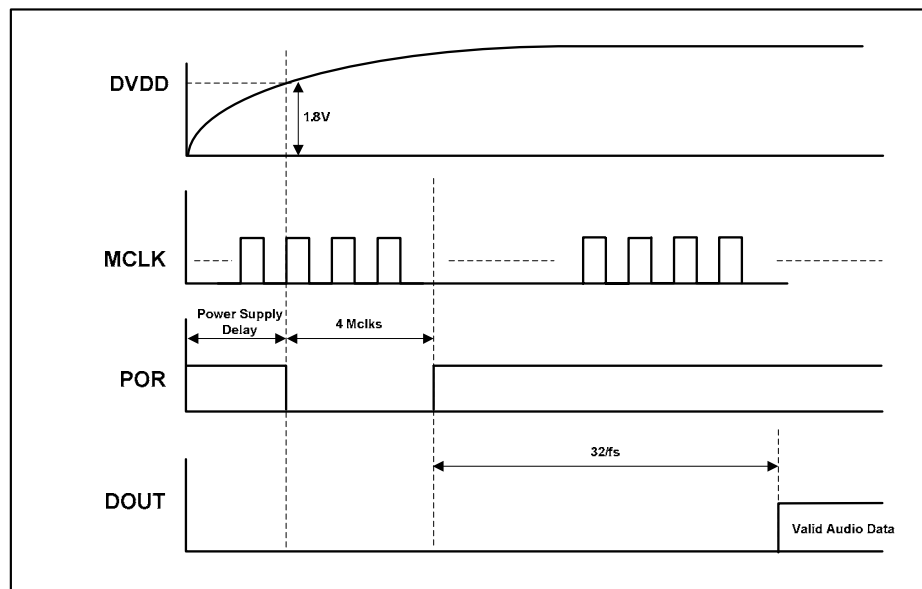 DVDD
1.8V
MCLK
Power Supply
Delay
4 Mclks
POR
32/fs
DOUT
Valid Audio Data